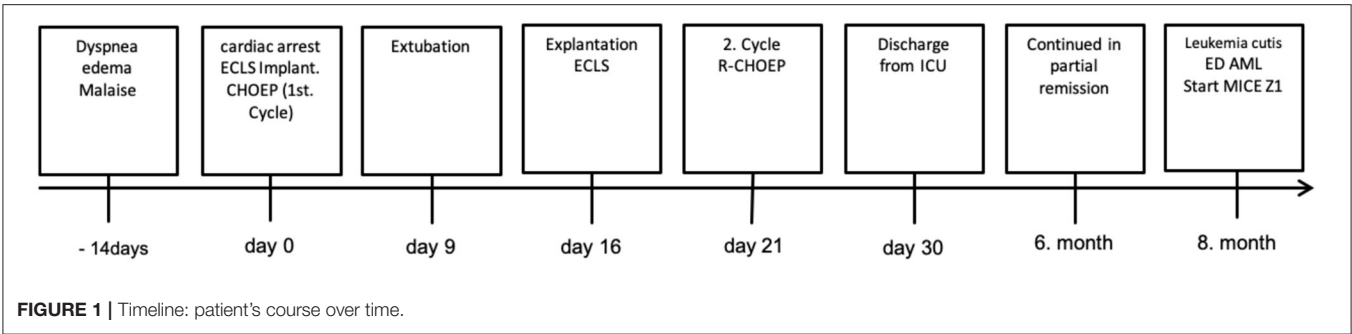 Dyspnea
edema
Malaise
cardiac arrest
ECLS Implant.
CHOEP (1st.
Cycle)
Extubation
Explantation
ECLS
2. Cycle
R-CHOEP
Discharge
from ICU
Continued in
partial
remission
Leukemia cutis
ED AML
Start MICE Z1
- 14days
day 0
day 9
day 16
day 21
day 30
6. month
8. month
FIGURE 1 | Timeline: patient's course over time.